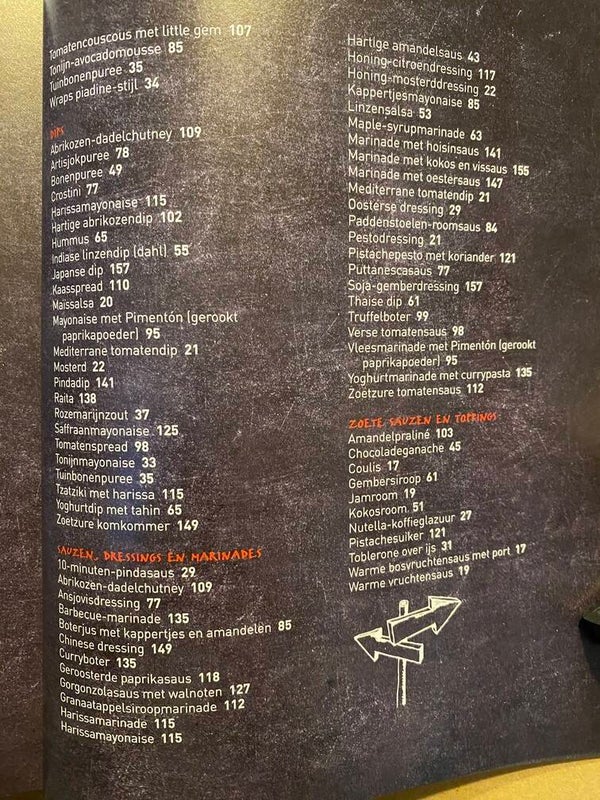 Tomatencouscous met little gem 107
Tonijn-avocadomousse 85
Tuinbonenpuree 35
Wraps piadine-stijl 34
DIPS
Abrikozen-dadelchutney 109
Artisjokpuree 78
Bonenpuree 49
Crostini 77
Harissamayonaise 115
Hartige abrikozendip 102
Hummus 65
Indiase linzendip (dahl) 55
Japanse dip 157
Kaasspread 110
Maïssalsa 20
Mayonaise met Pimentón (gerookt
paprikapoeder) 95
Mediterrane tomatendip 21
Mosterd 22
Pindadip 141
Raita 138
Rozemarijnzout 37
Saffraanmayonaise 125
Tomatenspread 98
Tonijnmayonaise 33
Tuinbonenpuree 35
Tzatziki met harissa 115
Yoghurtdip met tahin 65
Zoetzure komkommer 149
SAUZEN, DRESSINGS EN MARINADES
10-minuten-pindasaus 29
Abrikozen-dadelchutney 109
Ansjovisdressing 77
Barbecue-marinade 135
Boterjus met kappertjes en amandelen 85
Chinese dressing 149
Curryboter 135
Geroosterde paprikasaus 118
Gorgonzolasaus met walnoten 127
Granaatappelsiroopmarinade 112
Harissamarinade 115
Harissamayonaise 115
Hartige amandelsaus 43
Honing-citroendressing 117
Honing-mosterddressing 22
Kappertjesmayonaise 85
Linzensalsa 53
Maple-syrupmarinade 63
Marinade met hoisinsaus 141
Marinade met kokos en vissaus 155
Marinade met oestersaus 147
Mediterrane tomatendip 21
Oosterse dressing 29
Paddenstoelen-roomsaus 84
Pestodressing 21
Pistachepesto met koriander 121
Puttanescasaus 77
Soja-gemberdressing 157
Thaise dip 61
Truffelboter 99
Verse tomatensaus 98
Vleesmarinade met Pimentón (gerookt
paprikapoeder) 95
Yoghurtmarinade met currypasta 135
Zoetzure tomatensaus 112
ZOETE SAUZEN EN TOPPINGS
Amandelpraliné 103
Chocoladeganache 45
Coulis 17
Gembersiroop 61
Jamroom 19
Kokosroom 51
Nutella-koffieglazuur 27
Pistachesuiker 121
Toblerone over ijs 31
Warme bosvruchtensaus met port 17
Warme vruchtensaus 19